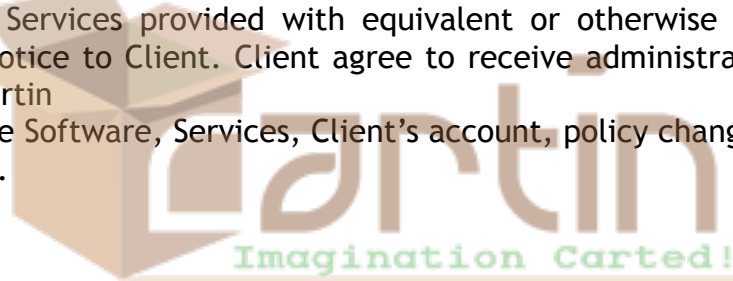 Services provided with equivalent or otherwise
otice to Client. Client agree to receive administra
rtin
e Software, Services, Client's account, policy chang
.
Cartin
Imagination Carted!